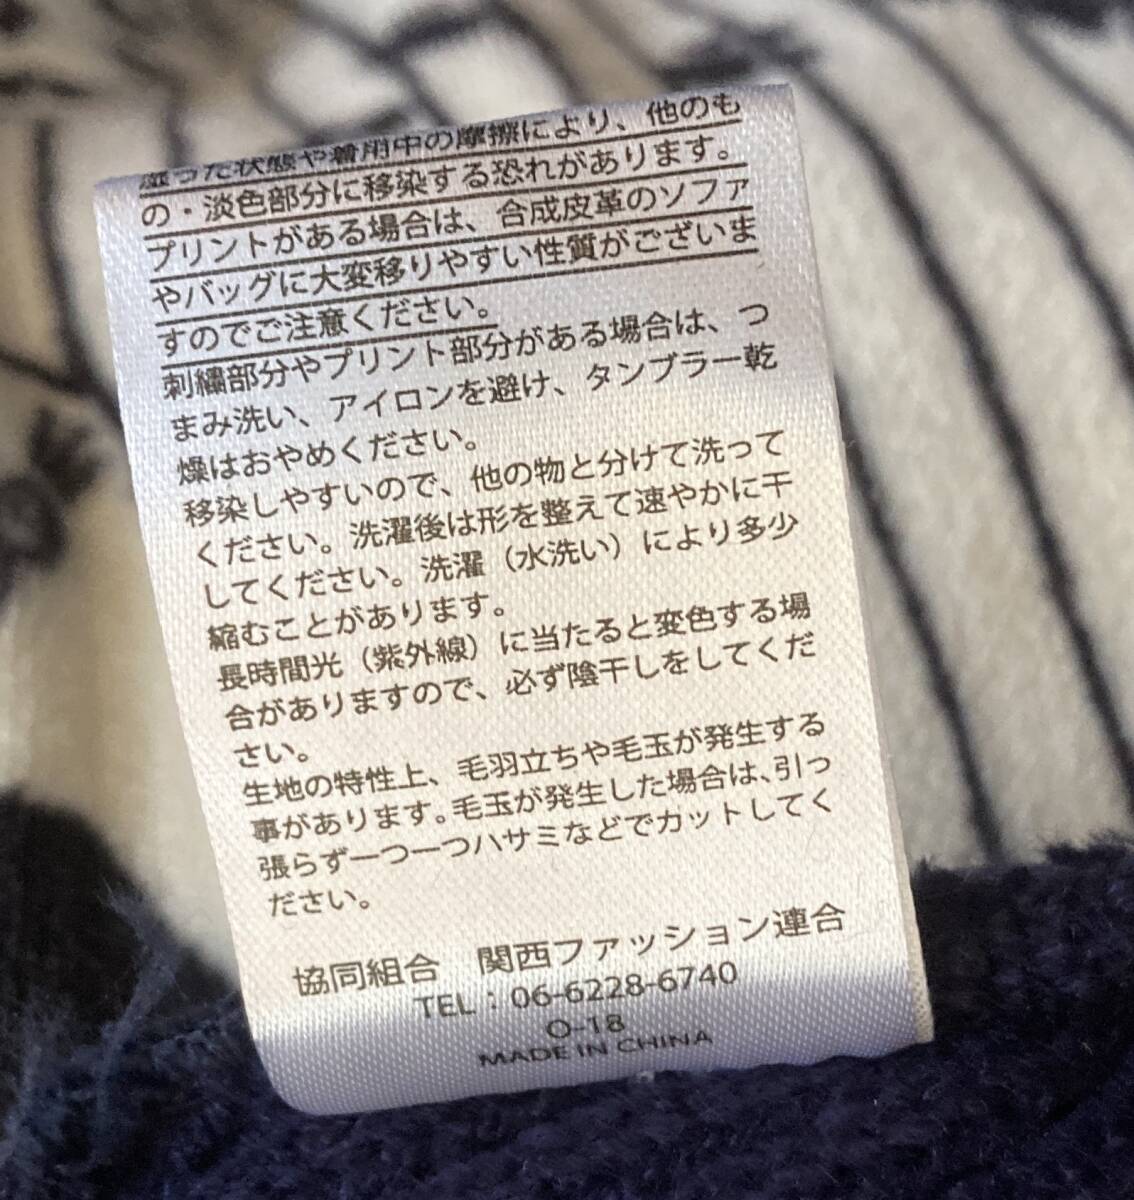 湿った状態や着用中の摩擦により、他のも
の・淡色部分に移染する恐れがあります。
プリントがある場合は、合成皮革のソファ
やバッグに大変移りやすい性質がございま
すのでご注意ください。
刺繍部分やプリント部分がある場合は、つ
まみ洗い、アイロンを避け、タンブラー乾
燥はおやめください。
移染しやすいので、他の物と分けて洗って
ください。洗濯後は形を整えて速やかに干
してください。洗濯（水洗い）により多少
縮むことがあります。
長時間光（紫外線）に当たると変色する場
合がありますので、必ず陰干しをしてくだ
さい。
生地の特性上、毛羽立ちや毛玉が発生する
事があります。毛玉が発生した場合は、引っ
張らず一つ一つハサミなどでカットしてく
ださい。
協同組合　関西ファッション連合
TEL：06-6228-6740
O-18
MADE IN CHINA